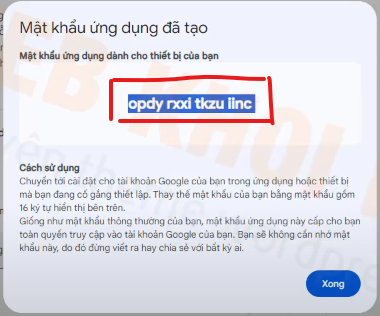 Mật khẩu ứng dụng đã tạo
Mật khẩu ứng dụng dành cho thiết bị của bạn
opdy rxxi tkzu linc
Cách sử dụng
Chuyển tới cài đặt cho tài khoản Google của bạn trong ứng dụng hoặc thiết bị
mà bạn đang cố gắng thiết lập. Thay thế mật khẩu của bạn bằng mật khẩu gồm
16 ký tự hiển thị bên trên.
Giống như mật khẩu thông thường của bạn, mật khẩu ứng dụng này cấp cho bạn
toàn quyền truy cập vào tài khoản Google của bạn. Bạn sẽ không cần nhớ mật
khẩu này, do đó đừng viết ra hay chia sẻ với bất kỳ ai.
Xong